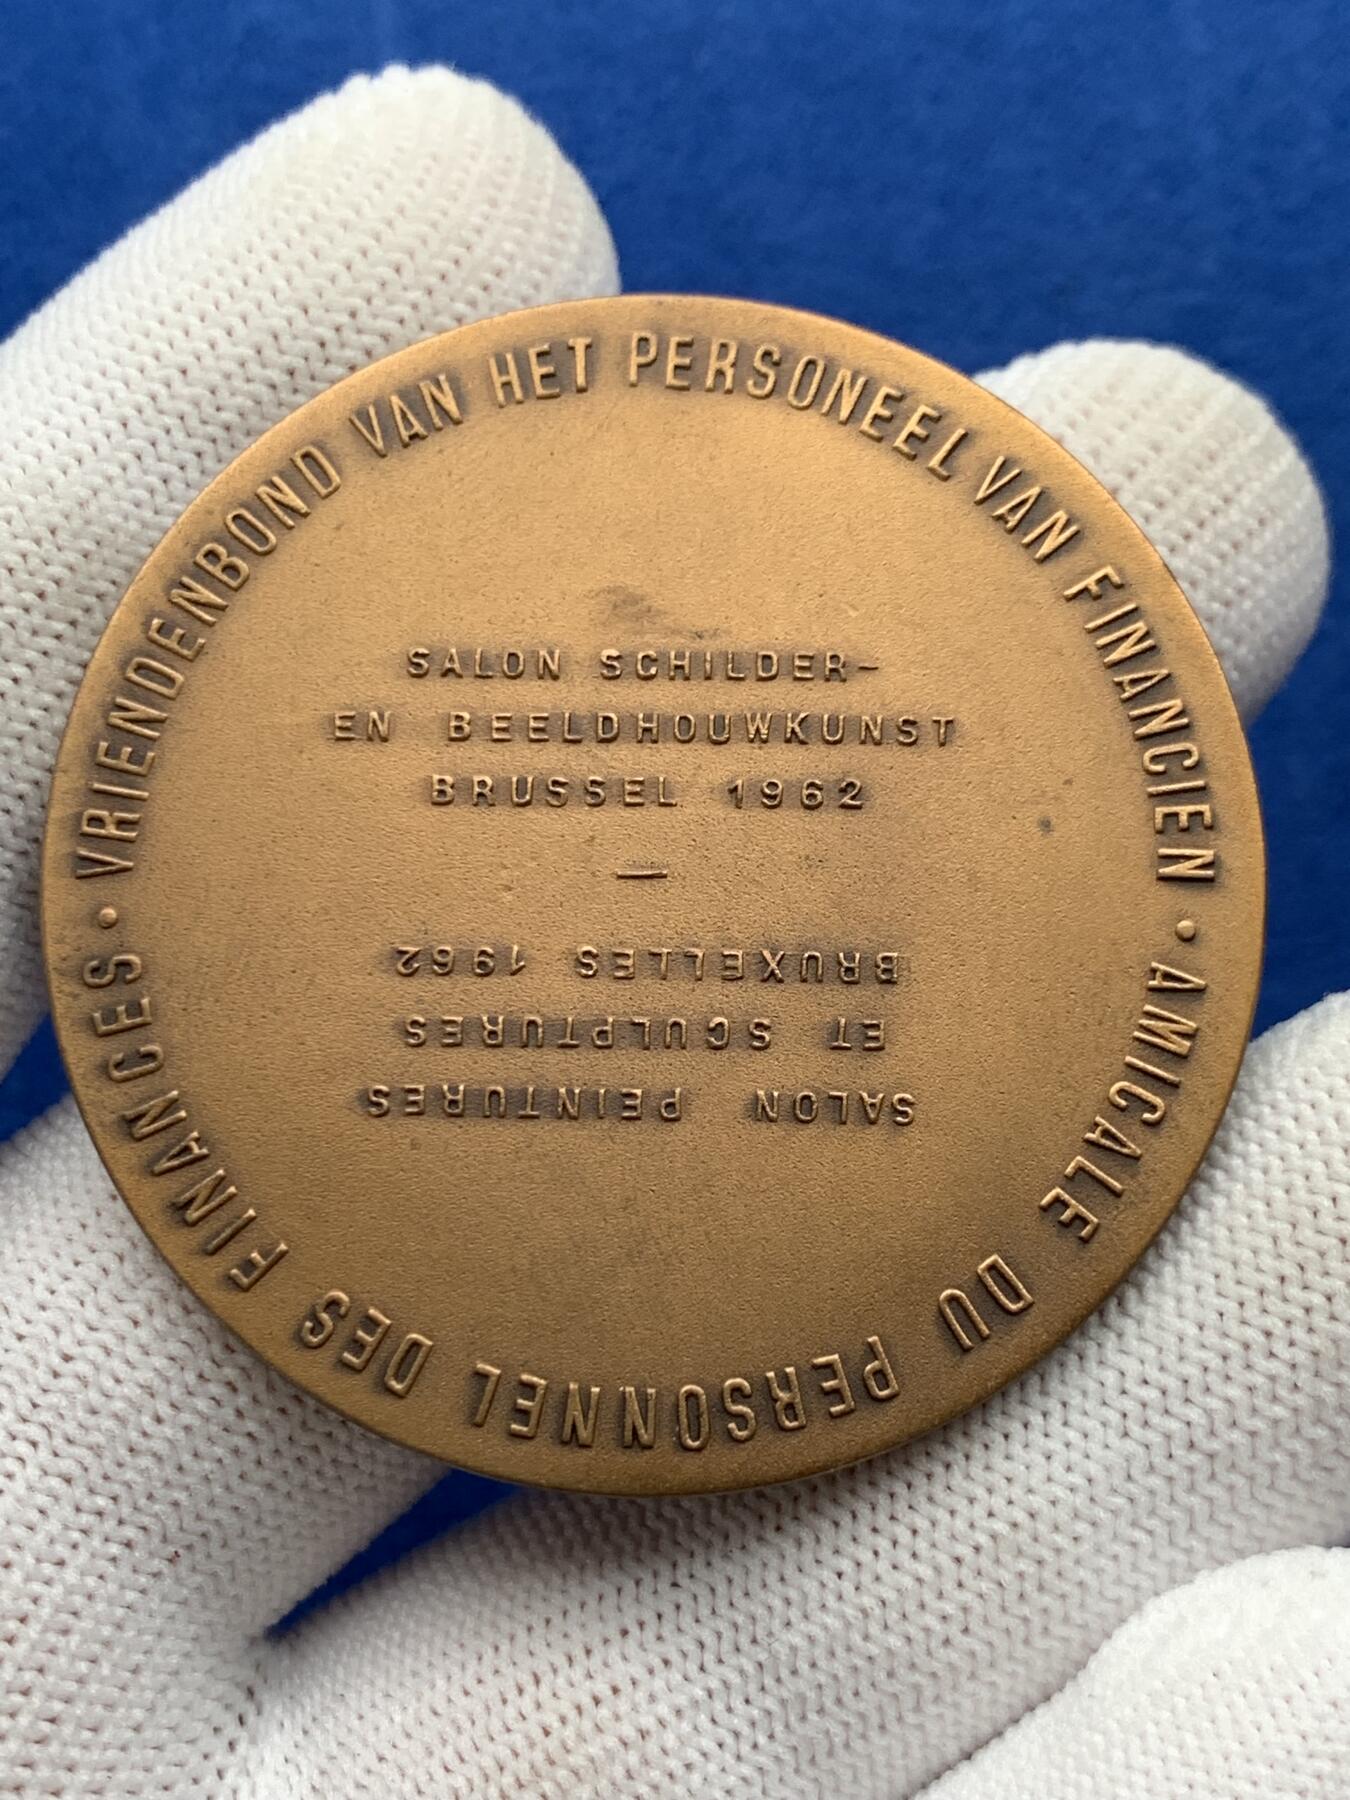 VRIENDENBOND VAN HET PERSONEEL VAN FINANCIEN •
AMICALE DU PERSONNEL DES FINANCES •
SALON SCHILDER-
EN BEELDHOUWKUNST
BRUSSEL 1962
—
SALON PEINTURES
ET SCULPTURES
BRUXELLES 1962